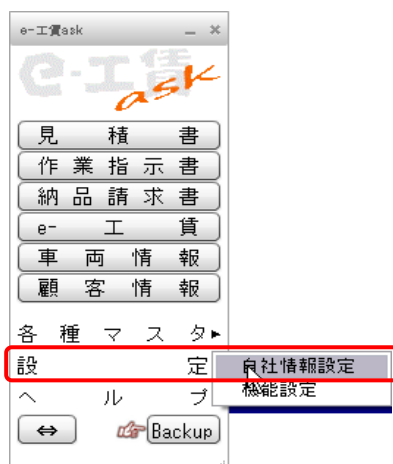 e-工賃ask
e-工賃
ask
見積書
作業指示書
納品請求書
e-工賃
車両情報
顧客情報
各種マスタ
設定 自社情報設定
機能設定
ヘルプ
⇔ Backup